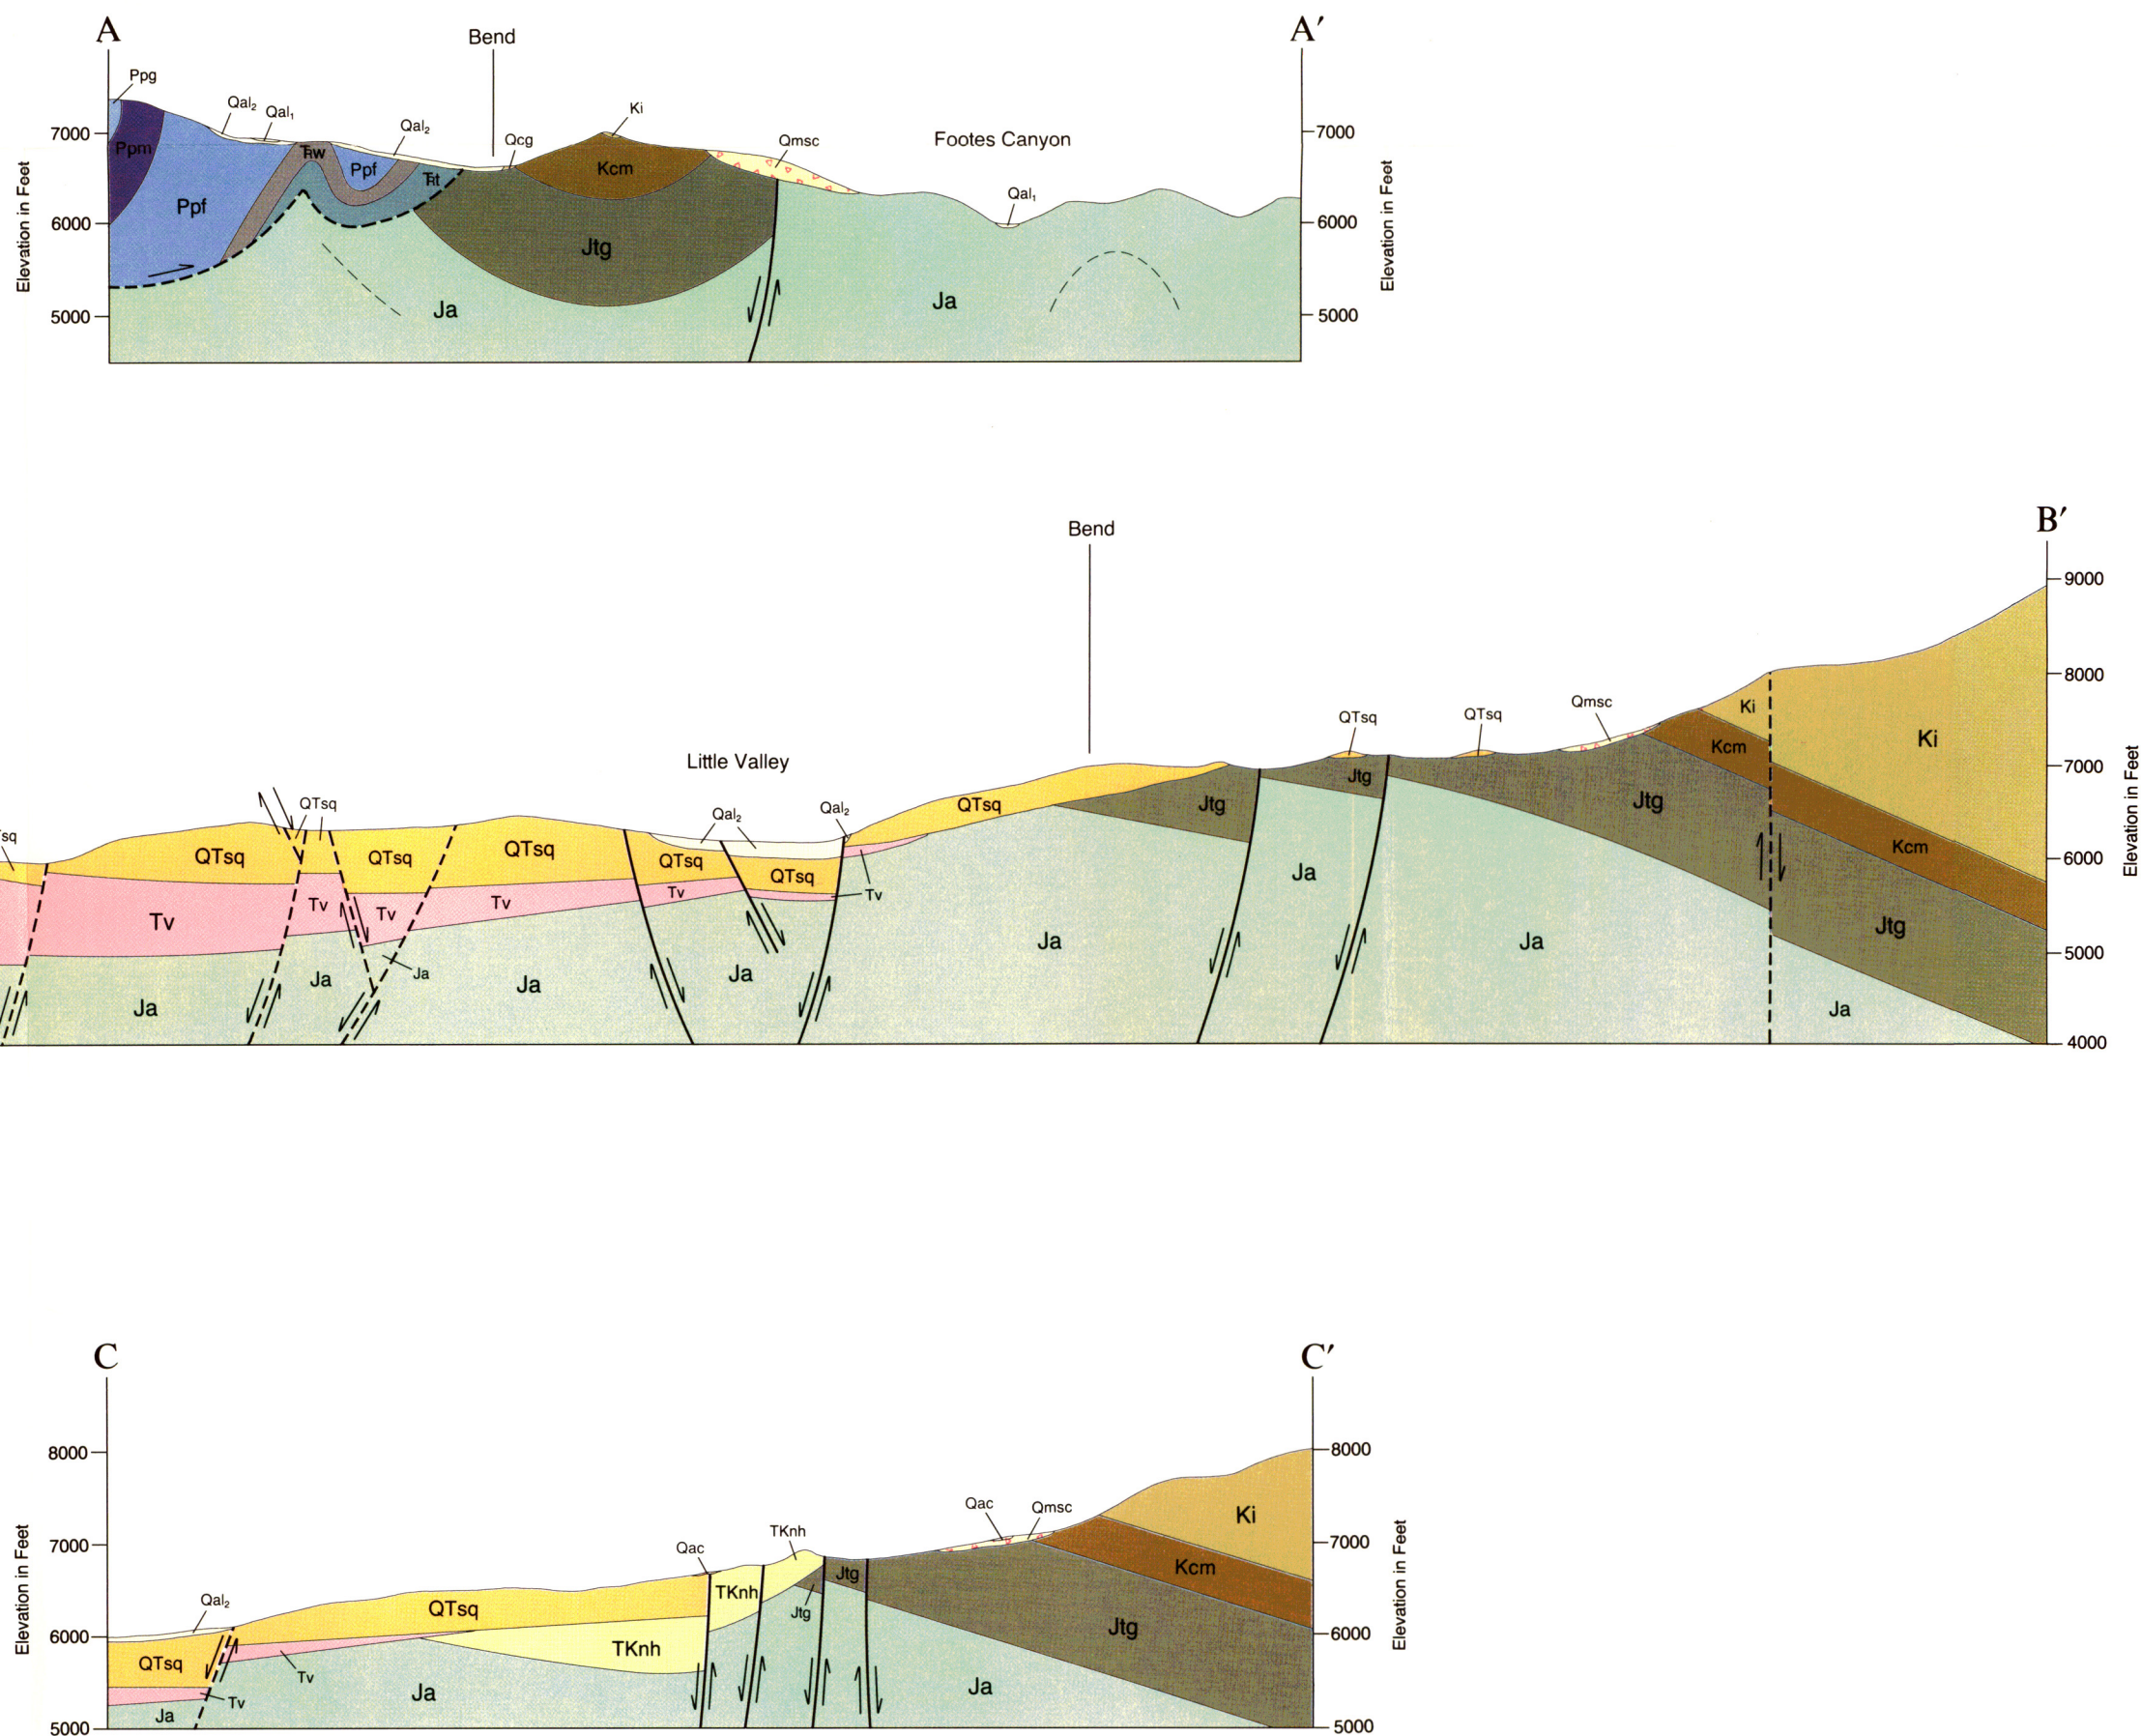 A
A′
Bend
Ppg
Qal₂
Qal₁
Qal₂
Qcg
Ki
Qmsc
Footes Canyon
7000
7000
Ppm
Ppf
TRw
Ppf
TRt
Kcm
Qal₁
6000
6000
Jtg
5000
5000
Ja
Ja
Elevation in Feet
Elevation in Feet
B′
Bend
9000
8000
Ki
QTsq
QTsq
Qmsc
Kcm
Ki
Little Valley
7000
Jtg
QTsq
Qal₂
Qal₂
QTsq
Jtg
Jtg
sq
QTsq
QTsq
QTsq
QTsq
QTsq
6000
Kcm
Tv
Tv
Tv
Tv
Tv
Tv
Ja
Jtg
5000
Ja
Ja
Ja
Ja
Ja
Ja
Ja
Ja
4000
Elevation in Feet
C
C′
8000
8000
Qac
Qmsc
Ki
7000
7000
Qac
TKnh
Kcm
Jtg
TKnh
Qal₂
QTsq
Jtg
Jtg
6000
6000
QTsq
TKnh
Tv
Tv
Ja
Ja
Ja
5000
5000
Elevation in Feet
Elevation in Feet